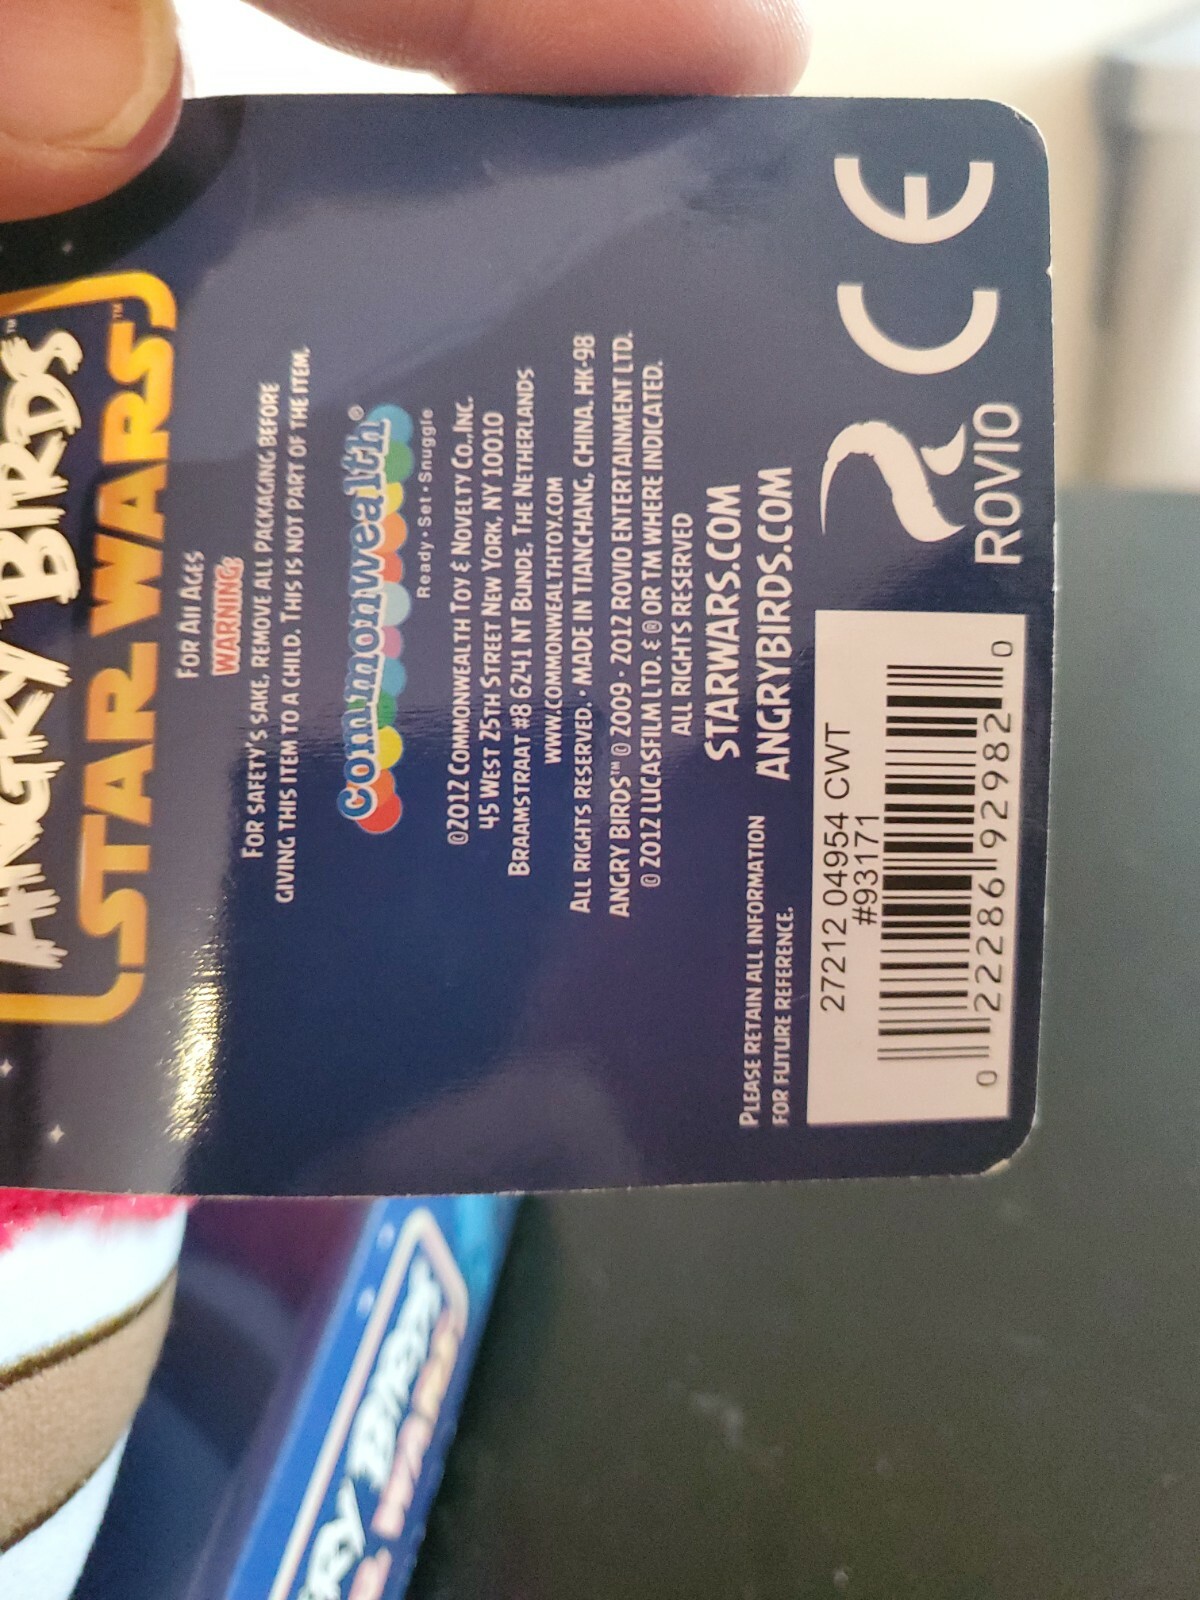 ANGRY BIRDS™
STAR WARS™
FOR All AGES
WARNING:
FOR SAFETY'S SAKE, REMOVE ALL PACKAGING BEFORE
GIVING THIS ITEM TO A CHILD. THIS IS NOT PART OF THE ITEM.
Commonwealth®
Ready·Set·Snuggle
©2012 COMMONWEALTH TOY & NOVELTY CO.,INC.
45 WEST 25TH STREET NEW YORK, NY 10010
BRAAMSTRAAT #8 6241 NT BUNDE, THE NETHERLANDS
WWW.COMMONWEALTHTOY.COM
ALL RIGHTS RESERVED. • MADE IN TIANCHANG, CHINA. HK-98
ANGRY BIRDS™ © 2009 - 2012 ROVIO ENTERTAINMENT LTD.
© 2012 LUCASFILM LTD. & ® OR TM WHERE INDICATED.
ALL RIGHTS RESERVED
STARWARS.COM
ANGRYBIRDS.COM
PLEASE RETAIN ALL INFORMATION
FOR FUTURE REFERENCE.
27212 04954 CWT
#93171
0 22286 92982 0
ROVIO
CE
RY BIRDS
WARS